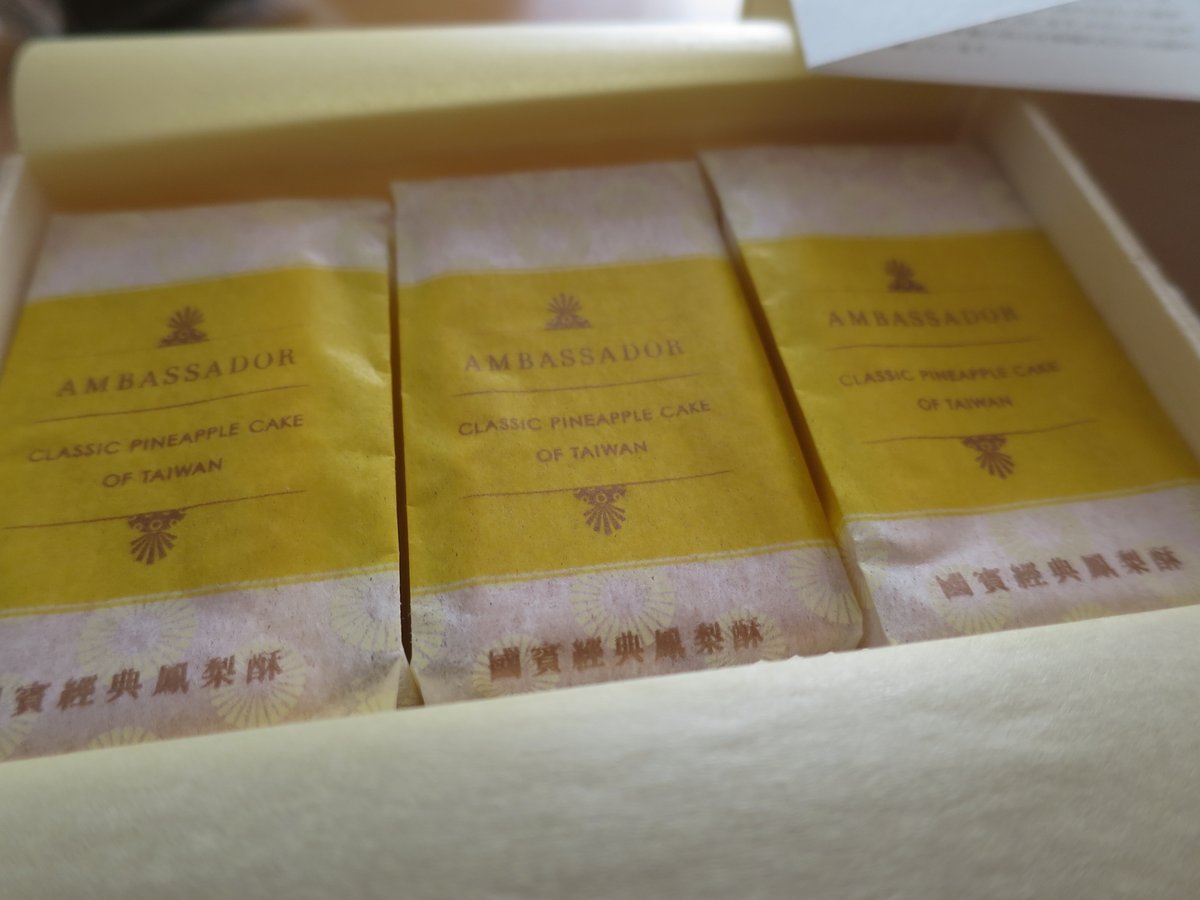 AMBASSADOR
CLASSIC PINEAPPLE CAKE
OF TAIWAN
賓經典鳳梨酥
AMBASSADOR
CLASSIC PINEAPPLE CAKE
OF TAIWAN
國賓經典鳳梨酥
AMBASSADOR
CLASSIC PINEAPPLE CAKE
OF TAIWAN
國賓經典鳳梨酥